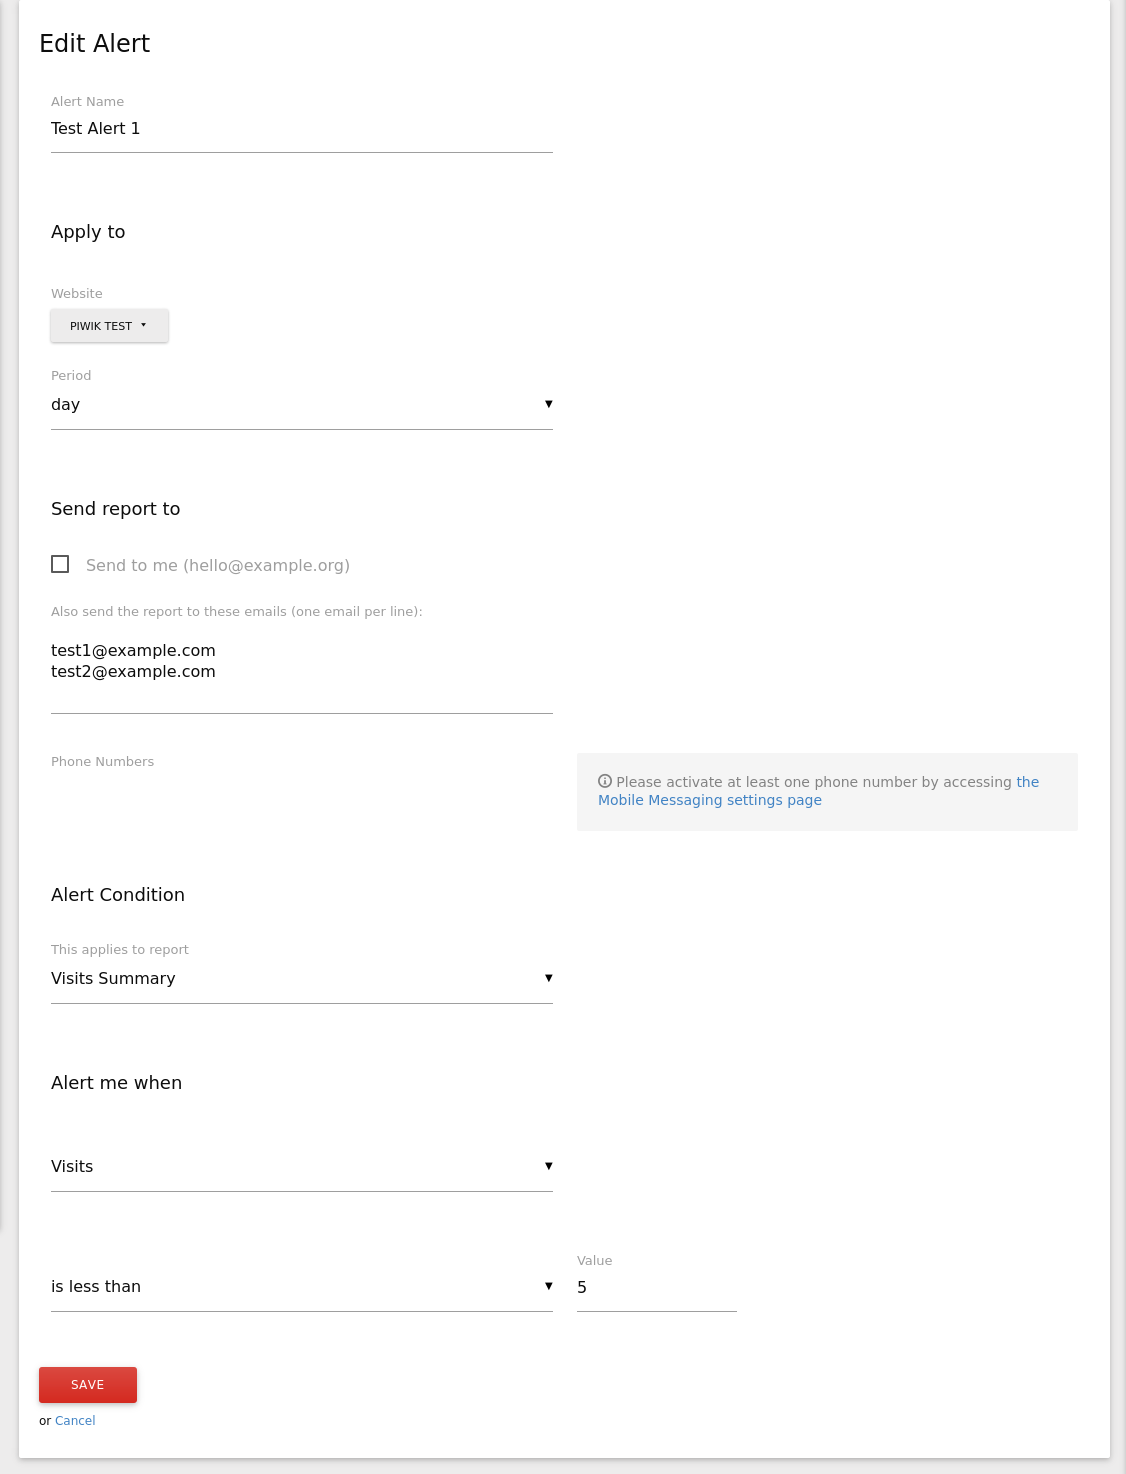 Edit Alert
Alert Name
Test Alert 1
Apply to
Website
PIWIK TEST
Period
day
Send report to
Send to me (hello@example.org)
Also send the report to these emails (one email per line):
test1@example.com
test2@example.com
Phone Numbers
Please activate at least one phone number by accessing the
Mobile Messaging settings page
Alert Condition
This applies to report
Visits Summary
Alert me when
Visits
is less than
Value
5
SAVE
or Cancel